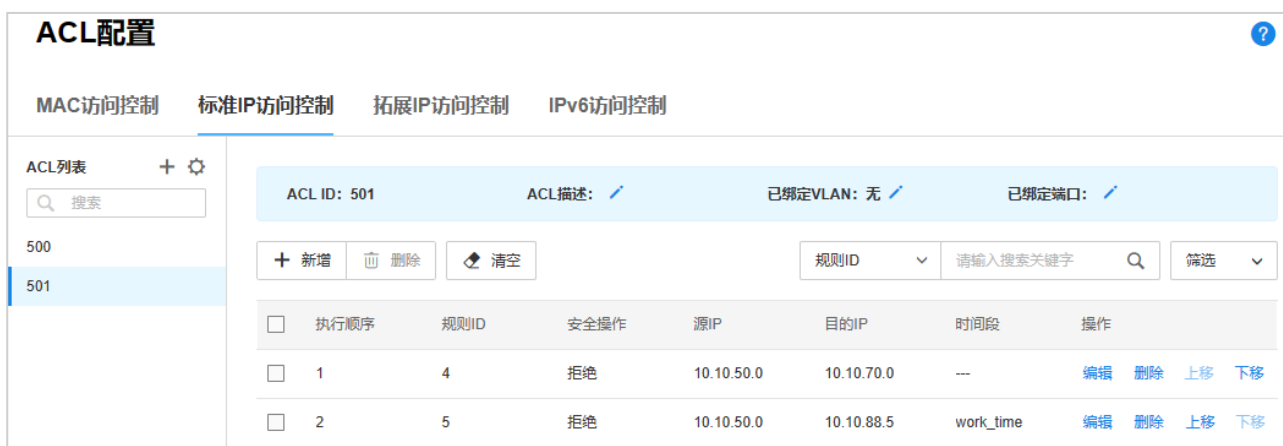 ACL配置
?
MAC访问控制 标准IP访问控制 拓展IP访问控制 IPv6访问控制
ACL列表 +
搜索
500
501
ACL ID：501 ACL描述： 已绑定VLAN：无 已绑定端口：
+ 新增 删除 清空 规则ID 请输入搜索关键字 筛选
执行顺序 规则ID 安全操作 源IP 目的IP 时间段 操作
1 4 拒绝 10.10.50.0 10.10.70.0 --- 编辑 删除 上移 下移
2 5 拒绝 10.10.50.0 10.10.88.5 work_time 编辑 删除 上移 下移